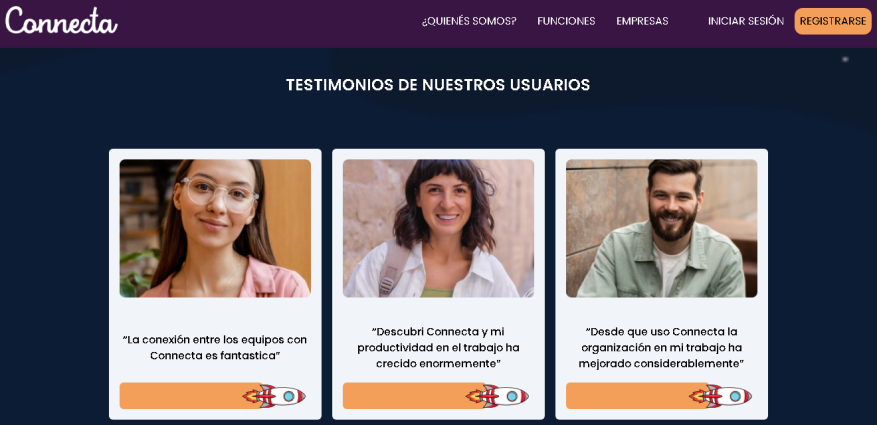 Connecta
¿QUIENÉS SOMOS? FUNCIONES EMPRESAS INICIAR SESIÓN REGISTRARSE
TESTIMONIOS DE NUESTROS USUARIOS
“La conexión entre los equipos con
Connecta es fantastica”
“Descubri Connecta y mi
productividad en el trabajo ha
crecido enormemente”
“Desde que uso Connecta la
organización en mi trabajo ha
mejorado considerablemente”